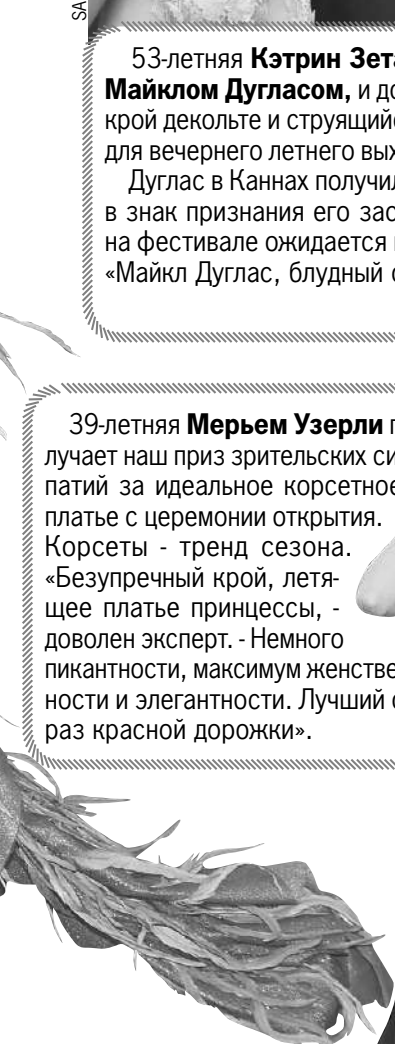 SA
53-летняя Кэтрин Зета
Майклом Дугласом, и до
крой декольте и струящийс
для вечернего летнего вых
Дуглас в Каннах получил
в знак признания его зас
на фестивале ожидается
«Майкл Дуглас, блудный
39-летняя Мерьем Узерли п
лучает наш приз зрительских си
патий за идеальное корсетное
платье с церемонии открытия.
Корсеты - тренд сезона.
«Безупречный крой, летя-
щее платье принцессы, -
доволен эксперт. - Немного
пикантности, максимум женстве
ности и элегантности. Лучший о
раз красной дорожки».